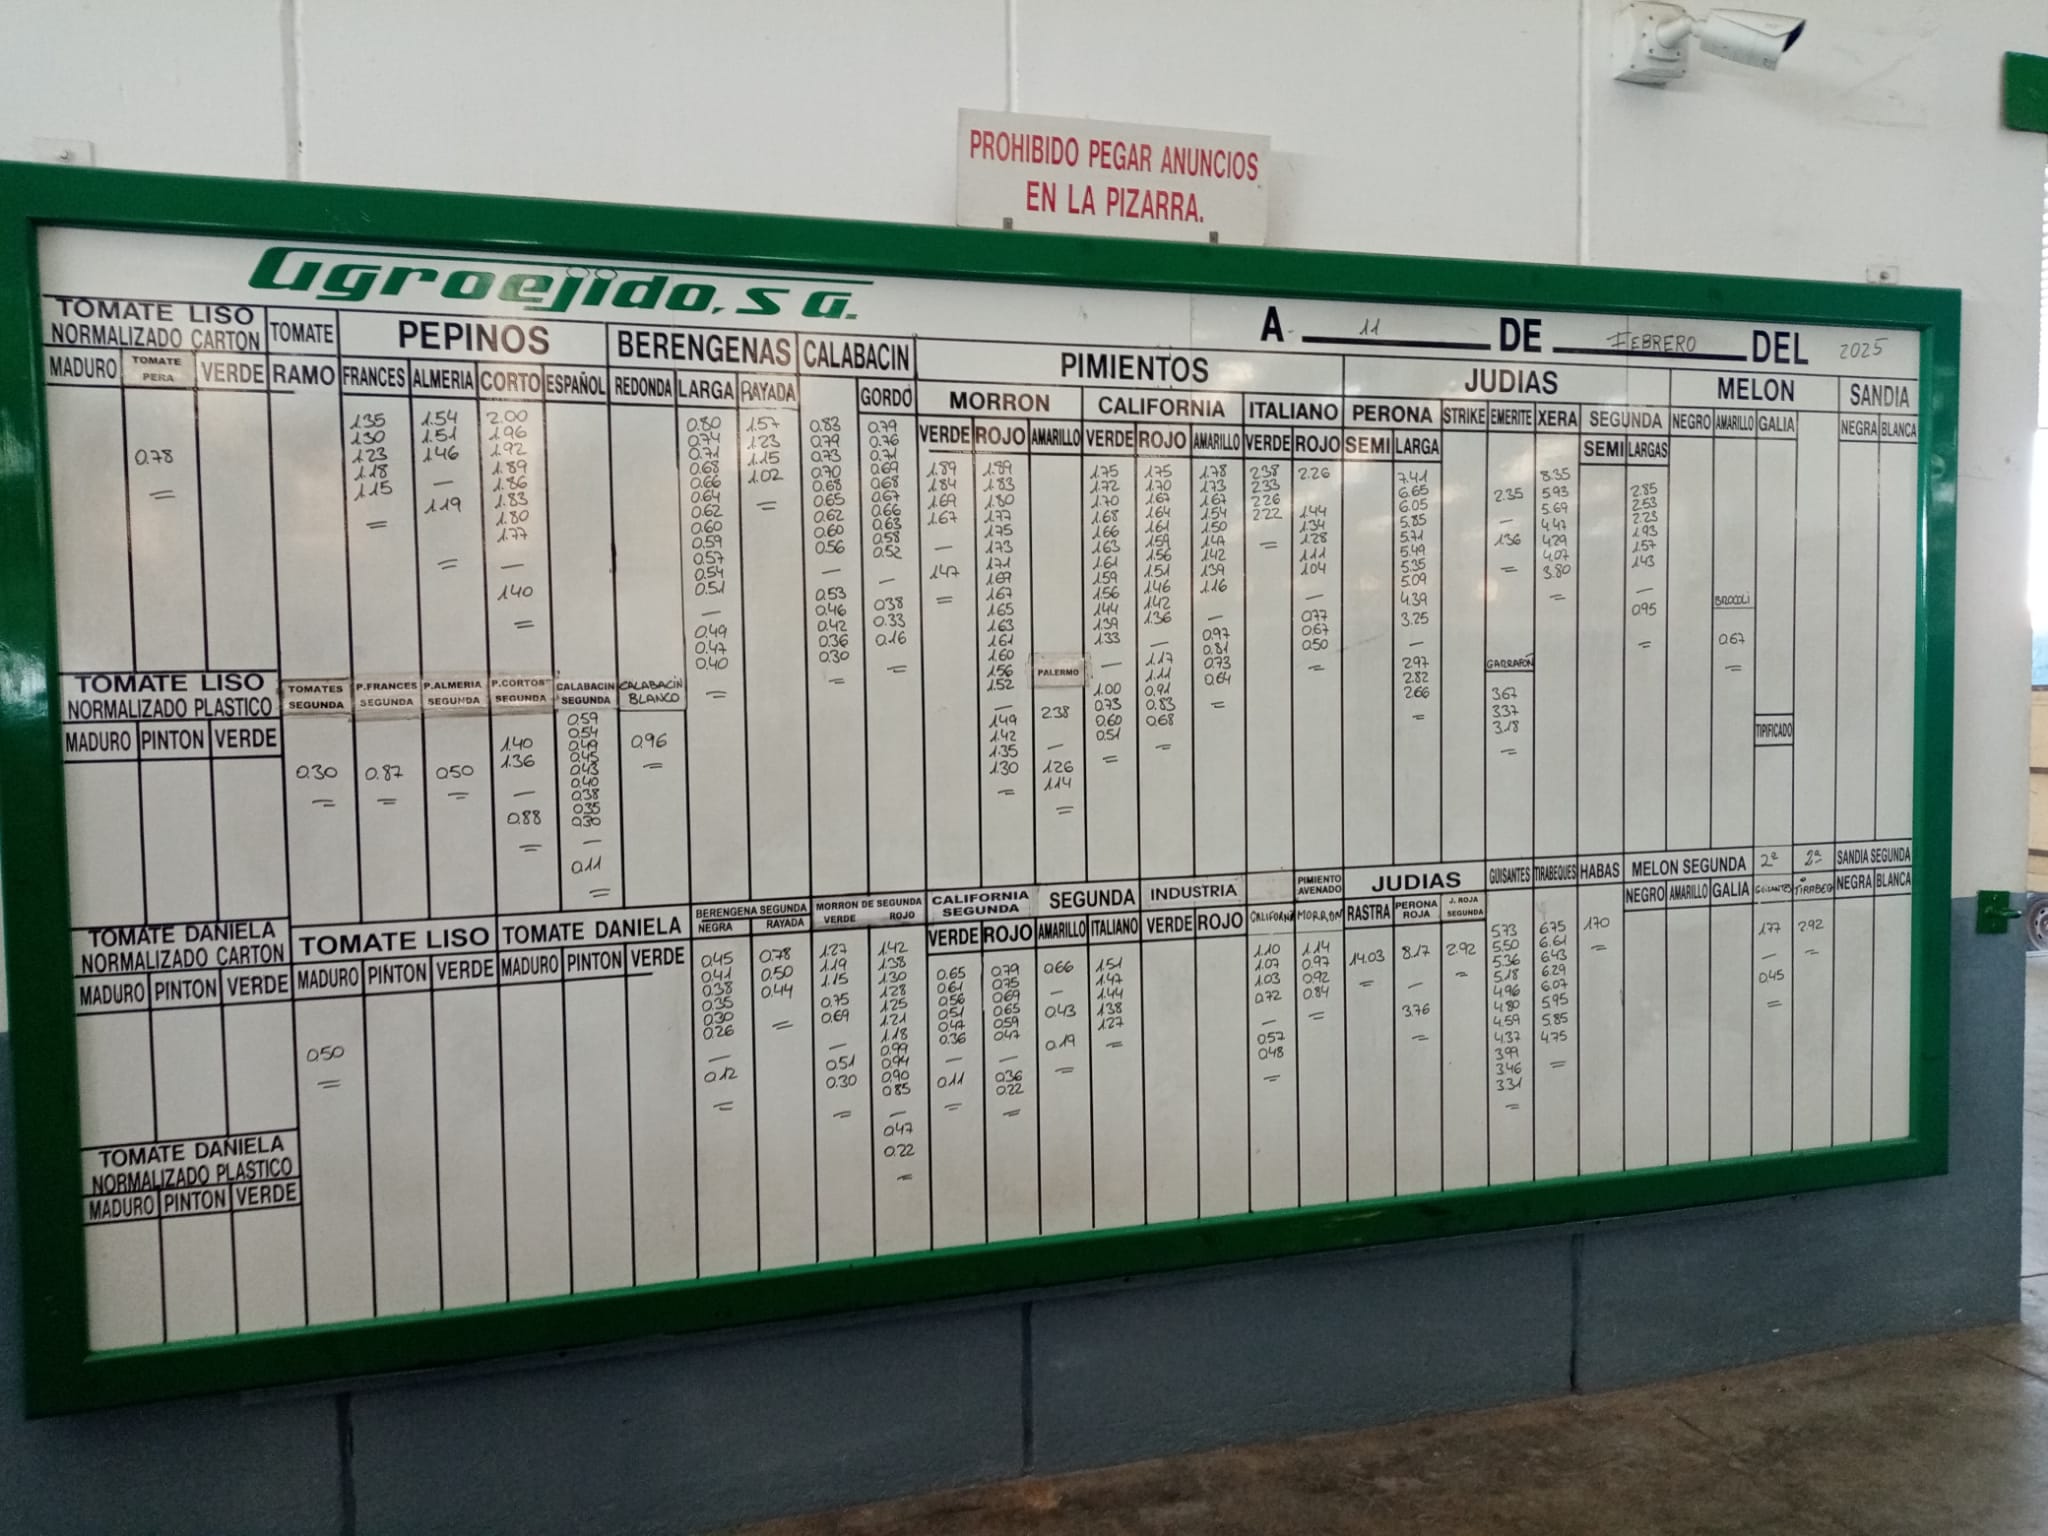 PROHIBIDO PEGAR ANUNCIOS
EN LA PIZARRA.
Agroejido, s a.
A. 11 DE FEBRERO DEL 2025
TOMATE LISO
NORMALIZADO CARTON
MADURO
TOMATE PERA
VERDE
0.78
TOMATE
RAMO
PEPINOS
FRANCES
1.35
1.30
1.23
1.18
1.15
ALMERIA
1.54
1.51
1.46
—
1.19
CORTO
2.00
1.96
1.92
1.89
1.86
1.83
1.80
1.77
—
1.40
ESPAÑOL
BERENGENAS
REDONDA
LARGA
0.80
0.74
0.71
0.68
0.66
0.64
0.62
0.60
0.59
0.57
0.54
0.51
—
0.49
0.47
0.40
RAYADA
1.57
1.23
1.15
1.02
CALABACIN
0.83
0.79
0.73
0.70
0.68
0.65
0.62
0.60
0.56
—
0.53
0.46
0.42
0.36
0.30
GORDO
0.79
0.76
0.71
0.69
0.68
0.67
0.66
0.63
0.58
0.52
—
0.38
0.33
0.16
PIMIENTOS
MORRON
VERDE
1.89
1.84
1.69
1.67
—
1.47
ROJO
1.89
1.83
1.80
1.77
1.75
1.73
1.71
1.69
1.67
1.65
1.63
1.61
1.60
1.56
1.52
—
1.49
1.42
1.35
1.30
AMARILLO
PALERMO
2.38
—
1.26
1.14
CALIFORNIA
VERDE
1.75
1.72
1.70
1.68
1.66
1.63
1.61
1.59
1.56
1.44
1.39
1.33
—
1.00
0.73
0.60
0.51
ROJO
1.75
1.70
1.67
1.64
1.61
1.59
1.56
1.51
1.46
1.42
1.36
—
1.17
1.11
0.91
0.83
0.68
AMARILLO
1.78
1.73
1.67
1.54
1.50
1.47
1.42
1.39
1.16
—
0.97
0.81
0.73
0.64
ITALIANO
VERDE
2.38
2.33
2.26
2.22
ROJO
2.26
1.44
1.34
1.28
1.11
1.04
—
0.77
0.67
0.50
JUDIAS
PERONA
SEMI
LARGA
7.41
6.65
6.05
5.85
5.71
5.49
5.35
5.09
4.39
3.25
—
2.97
2.82
2.66
STRIKE
EMERITE
2.35
—
1.36
GARRAFON
3.67
3.37
3.18
XERA
8.35
5.93
5.69
4.47
4.29
4.07
3.80
SEGUNDA
SEMI
LARGAS
2.85
2.53
2.23
1.93
1.57
1.43
—
0.95
MELON
NEGRO
AMARILLO
BROCOLI
0.67
GALIA
TIPIFICADO
SANDIA
NEGRA
BLANCA
TOMATE LISO
NORMALIZADO PLASTICO
MADURO
PINTON
VERDE
TOMATES SEGUNDA
0.30
P.FRANCES SEGUNDA
0.87
P.ALMERIA SEGUNDA
0.50
P.CORTOS SEGUNDA
1.40
1.36
—
0.88
CALABACIN SEGUNDA
0.59
0.54
0.49
0.45
0.43
0.40
0.38
0.35
0.30
—
0.11
CALABACIN BLANCO
0.96
TOMATE DANIELA
NORMALIZADO CARTON
MADURO
PINTON
VERDE
TOMATE LISO
MADURO
0.50
PINTON
VERDE
TOMATE DANIELA
MADURO
PINTON
VERDE
BERENGENA SEGUNDA
NEGRA
0.45
0.41
0.38
0.35
0.30
0.26
—
0.12
RAYADA
0.78
0.50
0.44
MORRON DE SEGUNDA
VERDE
1.27
1.19
1.15
0.75
0.69
—
0.51
0.30
ROJO
1.42
1.38
1.30
1.28
1.25
1.21
1.18
0.99
0.94
0.90
0.85
—
0.47
0.22
CALIFORNIA SEGUNDA
VERDE
0.65
0.61
0.56
0.51
0.47
0.36
—
0.11
ROJO
0.79
0.75
0.69
0.65
0.59
0.47
—
0.36
0.22
SEGUNDA
AMARILLO
0.66
—
0.43
0.19
ITALIANO
1.51
1.47
1.44
1.38
1.27
INDUSTRIA
VERDE
ROJO
CALIFORNIA
1.10
1.07
1.03
0.72
—
0.57
0.48
PIMIENTO AVENADO
MORRON
1.14
0.97
0.92
0.84
JUDIAS
RASTRA
14.03
PERONA ROJA
8.17
—
3.76
J. ROJA SEGUNDA
2.92
GUISANTES
5.73
5.50
5.36
5.18
4.96
4.80
4.59
4.37
3.99
3.46
3.31
TIRABEQUES
6.75
6.61
6.43
6.29
6.07
5.95
5.85
4.75
HABAS
1.70
MELON SEGUNDA
NEGRO
AMARILLO
GALIA
2ª
GUISANTES
1.77
—
0.45
2ª
TIRABEQ
2.92
SANDIA SEGUNDA
NEGRA
BLANCA
TOMATE DANIELA
NORMALIZADO PLASTICO
MADURO
PINTON
VERDE